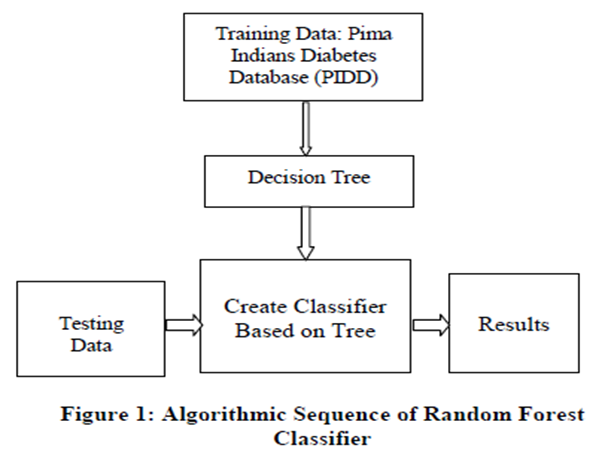 Training Data: Pima
Indians Diabetes
Database (PIDD)
Decision Tree
Testing
Data
Create Classifier
Based on Tree
Results
Figure 1: Algorithmic Sequence of Random Forest
Classifier